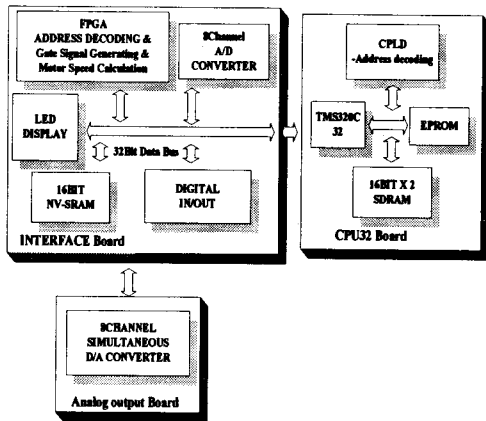 FPGA
ADDRESS DECODING &
Gate Signal Generating &
Motor Speed Calculation
8Channel
A/D
CONVERTER
LED
DISPLAY
32Bit Data Bus
16BIT
NV-SRAM
DIGITAL
IN/OUT
INTERFACE Board
CPLD
-Address decoding
TMS320C
32
EPROM
16BIT X 2
SDRAM
CPU32 Board
8CHANNEL
SIMULTANEOUS
D/A CONVERTER
Analog output Board